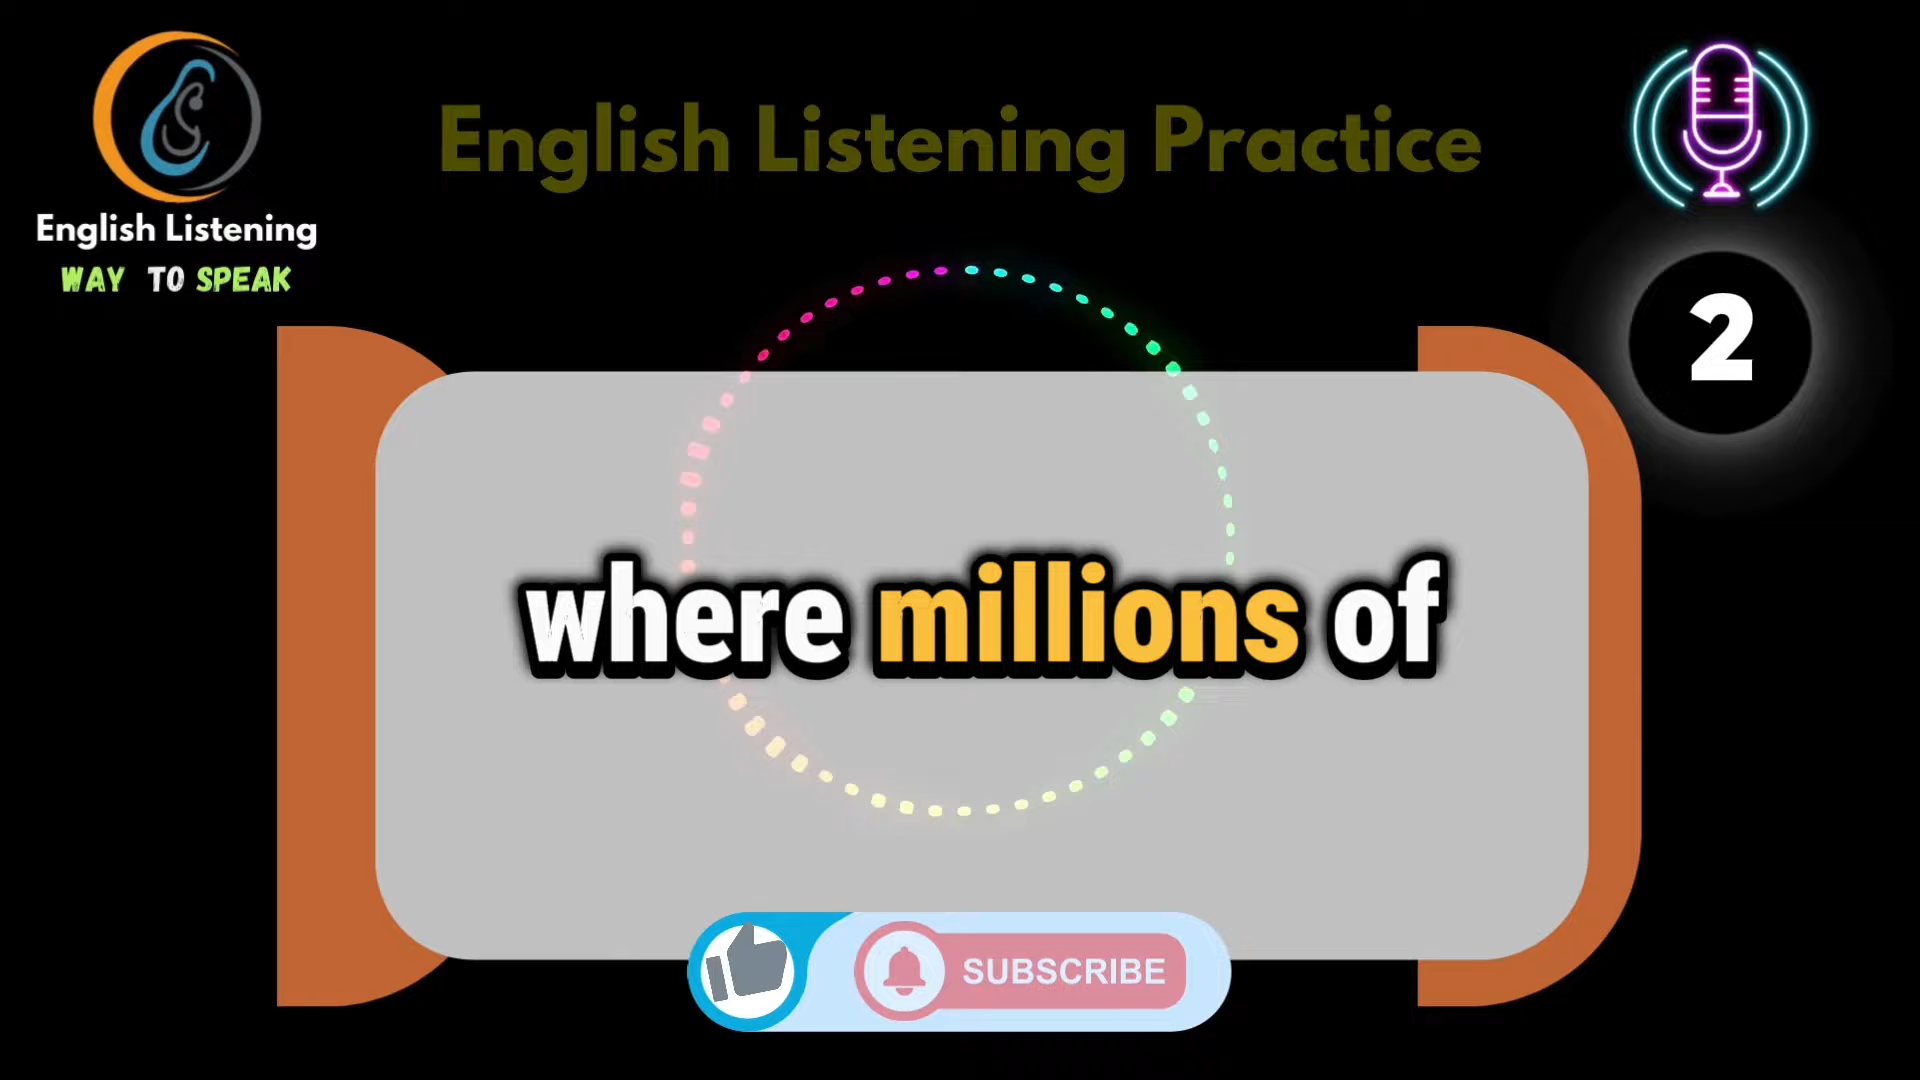 English Listening Practice
English Listening
WAY TO SPEAK
2
where millions of
SUBSCRIBE